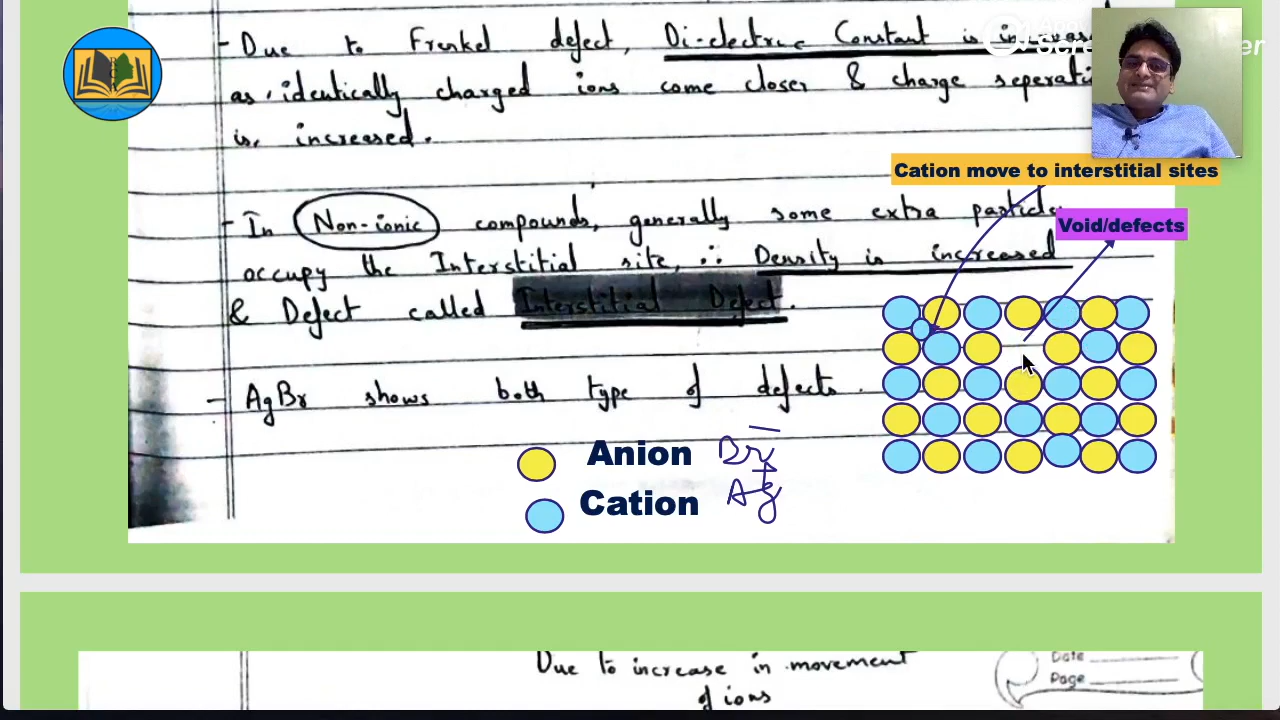 - Due to Frenkel defect, Di-electric Constant is increas
as identically charged ions come closer & charge seperati
is increased.
Cation move to interstitial sites
- In Non-ionic compounds, generally some extra particle
Void/defects
occupy the Interstitial site, ∴ Density is increased
& Defect called Interstitial Defect.
- AgBr shows both type of defects.
Anion Br⁻
Cation Ag⁺
Due to increase in movement
of ions
Date
Page